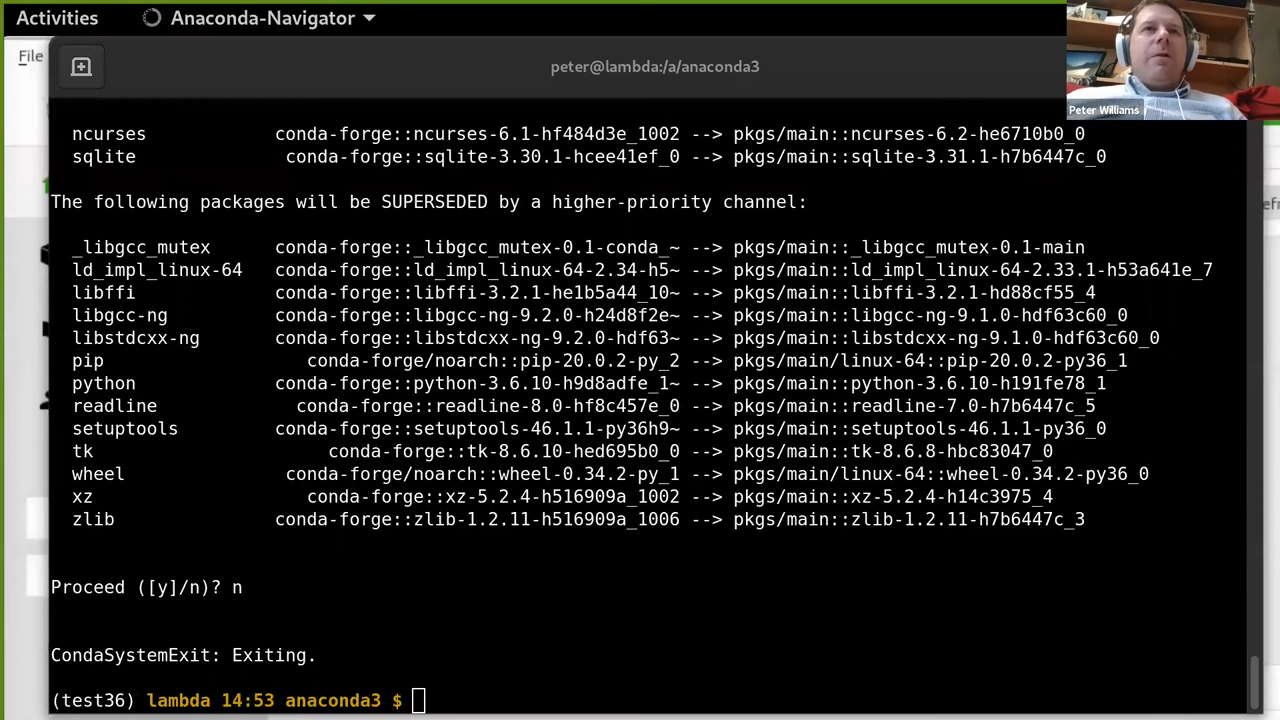 Activities
Anaconda-Navigator
File
peter@lambda:/a/anaconda3
Peter Williams
ncurses conda-forge::ncurses-6.1-hf484d3e_1002 --> pkgs/main::ncurses-6.2-he6710b0_0
sqlite conda-forge::sqlite-3.30.1-hcee41ef_0 --> pkgs/main::sqlite-3.31.1-h7b6447c_0
The following packages will be SUPERSEDED by a higher-priority channel:
_libgcc_mutex conda-forge::_libgcc_mutex-0.1-conda_~ --> pkgs/main::_libgcc_mutex-0.1-main
ld_impl_linux-64 conda-forge::ld_impl_linux-64-2.34-h5~ --> pkgs/main::ld_impl_linux-64-2.33.1-h53a641e_7
libffi conda-forge::libffi-3.2.1-he1b5a44_10~ --> pkgs/main::libffi-3.2.1-hd88cf55_4
libgcc-ng conda-forge::libgcc-ng-9.2.0-h24d8f2e~ --> pkgs/main::libgcc-ng-9.1.0-hdf63c60_0
libstdcxx-ng conda-forge::libstdcxx-ng-9.2.0-hdf63~ --> pkgs/main::libstdcxx-ng-9.1.0-hdf63c60_0
pip conda-forge/noarch::pip-20.0.2-py_2 --> pkgs/main/linux-64::pip-20.0.2-py36_1
python conda-forge::python-3.6.10-h9d8adfe_1~ --> pkgs/main::python-3.6.10-h191fe78_1
readline conda-forge::readline-8.0-hf8c457e_0 --> pkgs/main::readline-7.0-h7b6447c_5
setuptools conda-forge::setuptools-46.1.1-py36h9~ --> pkgs/main::setuptools-46.1.1-py36_0
tk conda-forge::tk-8.6.10-hed695b0_0 --> pkgs/main::tk-8.6.8-hbc83047_0
wheel conda-forge/noarch::wheel-0.34.2-py_1 --> pkgs/main/linux-64::wheel-0.34.2-py36_0
xz conda-forge::xz-5.2.4-h516909a_1002 --> pkgs/main::xz-5.2.4-h14c3975_4
zlib conda-forge::zlib-1.2.11-h516909a_1006 --> pkgs/main::zlib-1.2.11-h7b6447c_3
Proceed ([y]/n)? n
CondaSystemExit: Exiting.
(test36) lambda 14:53 anaconda3 $